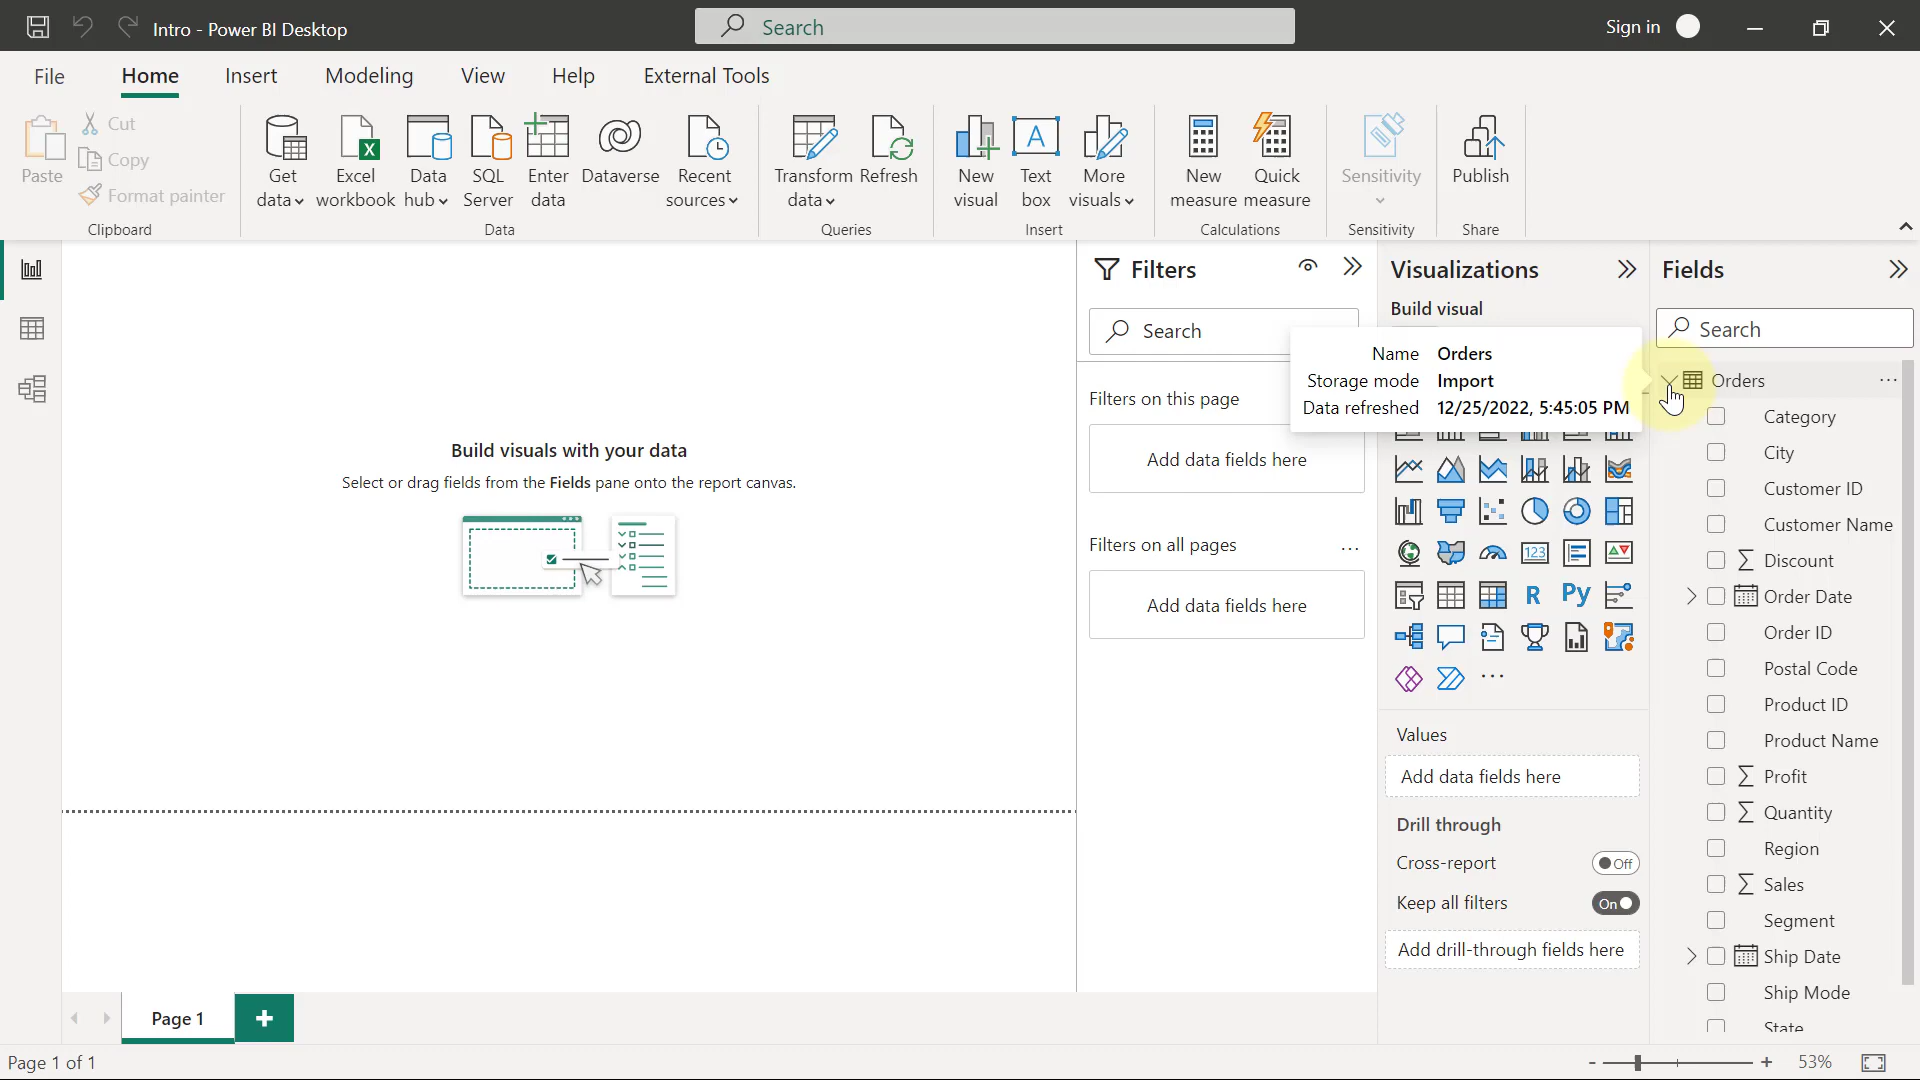 Intro - Power BI Desktop
Search
Sign in
File
Home
Insert
Modeling
View
Help
External Tools
Paste
Cut
Copy
Format painter
Clipboard
Get
data
Excel
workbook
Data
hub
SQL
Server
Enter
data
Dataverse
Recent
sources
Data
Transform
data
Refresh
Queries
New
visual
Text
box
More
visuals
Insert
New
measure
Quick
measure
Calculations
Sensitivity
Sensitivity
Publish
Share
Build visuals with your data
Select or drag fields from the Fields pane onto the report canvas.
Filters
Search
Filters on this page
Add data fields here
Filters on all pages
...
Add data fields here
Visualizations
Build visual
Name Orders
Storage mode Import
Data refreshed 12/25/2022, 5:45:05 PM
123
R
Py
...
Values
Add data fields here
Drill through
Cross-report
Off
Keep all filters
On
Add drill-through fields here
Fields
Search
Orders
...
Category
City
Customer ID
Customer Name
∑ Discount
Order Date
Order ID
Postal Code
Product ID
Product Name
∑ Profit
∑ Quantity
Region
∑ Sales
Segment
Ship Date
Ship Mode
State
Page 1
+
Page 1 of 1
- + 53%